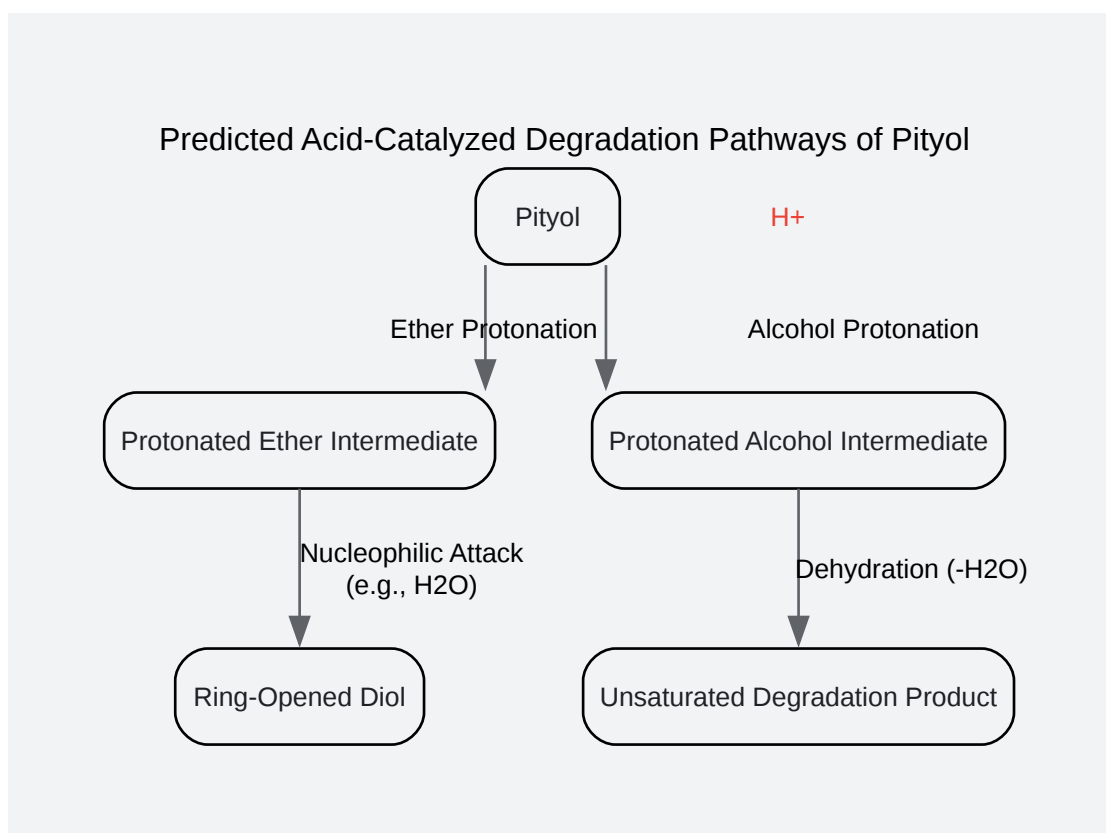 Predicted Acid-Catalyzed Degradation Pathways of Pityol
Pityol
H+
Ether Protonation
Alcohol Protonation
Protonated Ether Intermediate
Protonated Alcohol Intermediate
Nucleophilic Attack
(e.g., H2O)
Dehydration (-H2O)
Ring-Opened Diol
Unsaturated Degradation Product